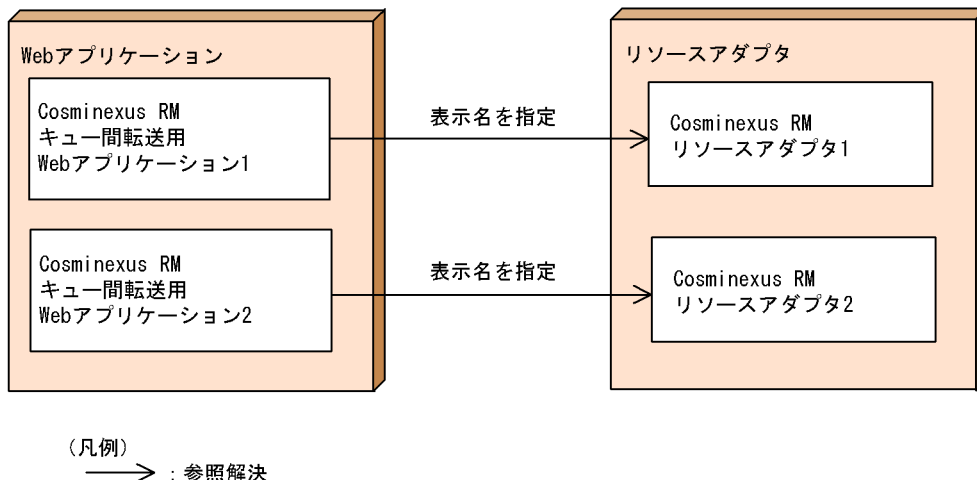 Webアプリケーション
Cosminexus RM
キュー間転送用
Webアプリケーション1
Cosminexus RM
キュー間転送用
Webアプリケーション2
表示名を指定
表示名を指定
リソースアダプタ
Cosminexus RM
リソースアダプタ1
Cosminexus RM
リソースアダプタ2
(凡例)
：参照解決